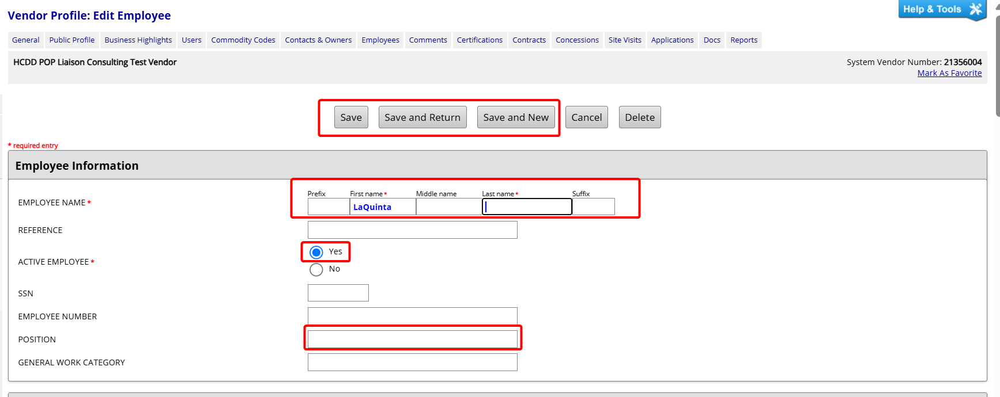 Help & Tools
Vendor Profile: Edit Employee
General Public Profile Business Highlights Users Commodity Codes Contacts & Owners Employees Comments Certifications Contracts Concessions Site Visits Applications Docs Reports
HCDD POP Liaison Consulting Test Vendor
System Vendor Number: 21356004
Mark As Favorite
Save Save and Return Save and New Cancel Delete
* required entry
Employee Information
Prefix First name * Middle name Last name * Suffix
EMPLOYEE NAME *
LaQuinta
REFERENCE
Yes
ACTIVE EMPLOYEE *
No
SSN
EMPLOYEE NUMBER
POSITION
GENERAL WORK CATEGORY